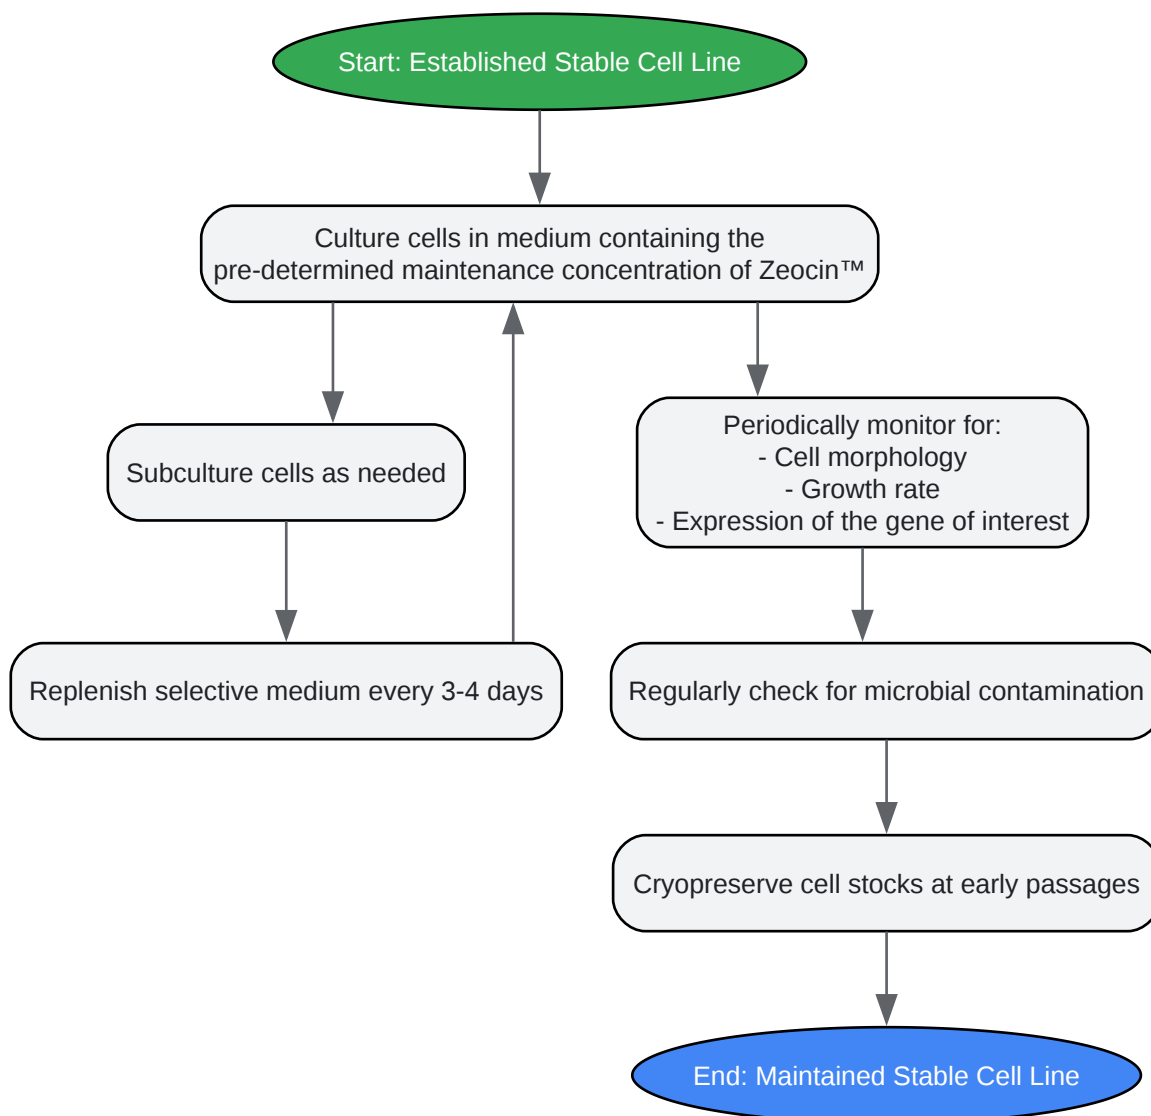 Start: Established Stable Cell Line
Culture cells in medium containing the
pre-determined maintenance concentration of Zeocin™
Subculture cells as needed
Periodically monitor for:
- Cell morphology
- Growth rate
- Expression of the gene of interest
Replenish selective medium every 3-4 days
Regularly check for microbial contamination
Cryopreserve cell stocks at early passages
End: Maintained Stable Cell Line